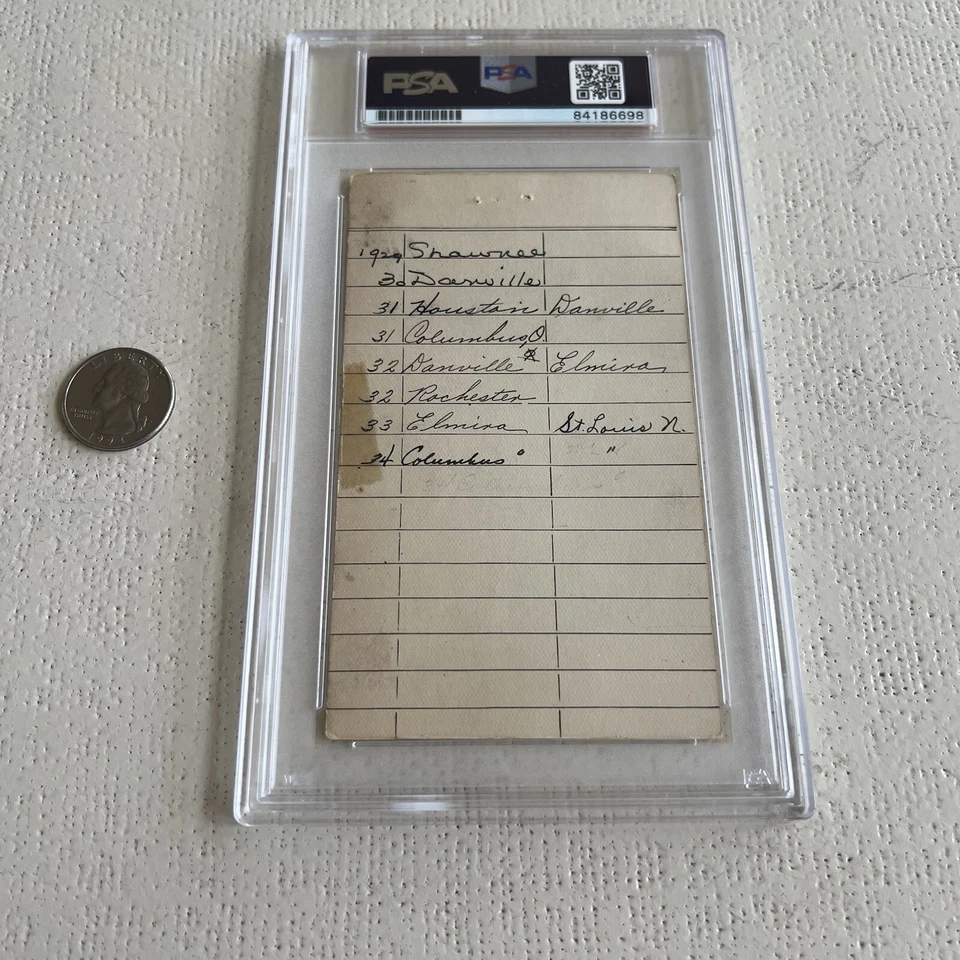 PSA PSA
84186698
1929 Shawnee
30 Danville
31 Houston Danville
31 Columbus, O.
32 Danville Elmira
32 Rochester
33 Elmira St. Louis N.
34 Columbus "
LIBERTY